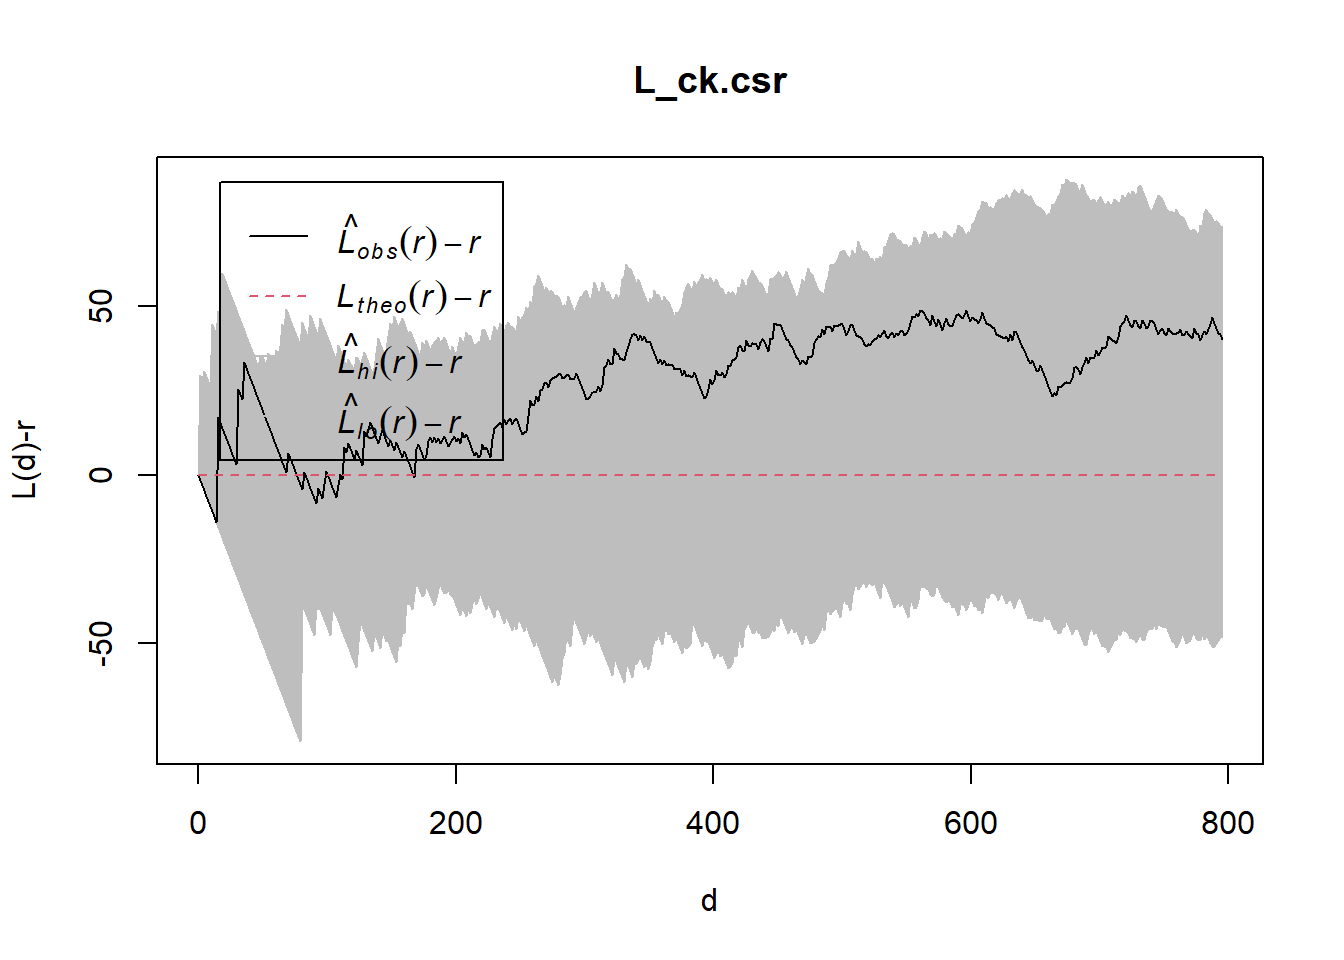 L_ck.csr
L̂obs(r) − r
Ltheo(r) − r
L̂hi(r) − r
L̂lo(r) − r
L(d)-r
50
0
-50
0 200 400 600 800
d